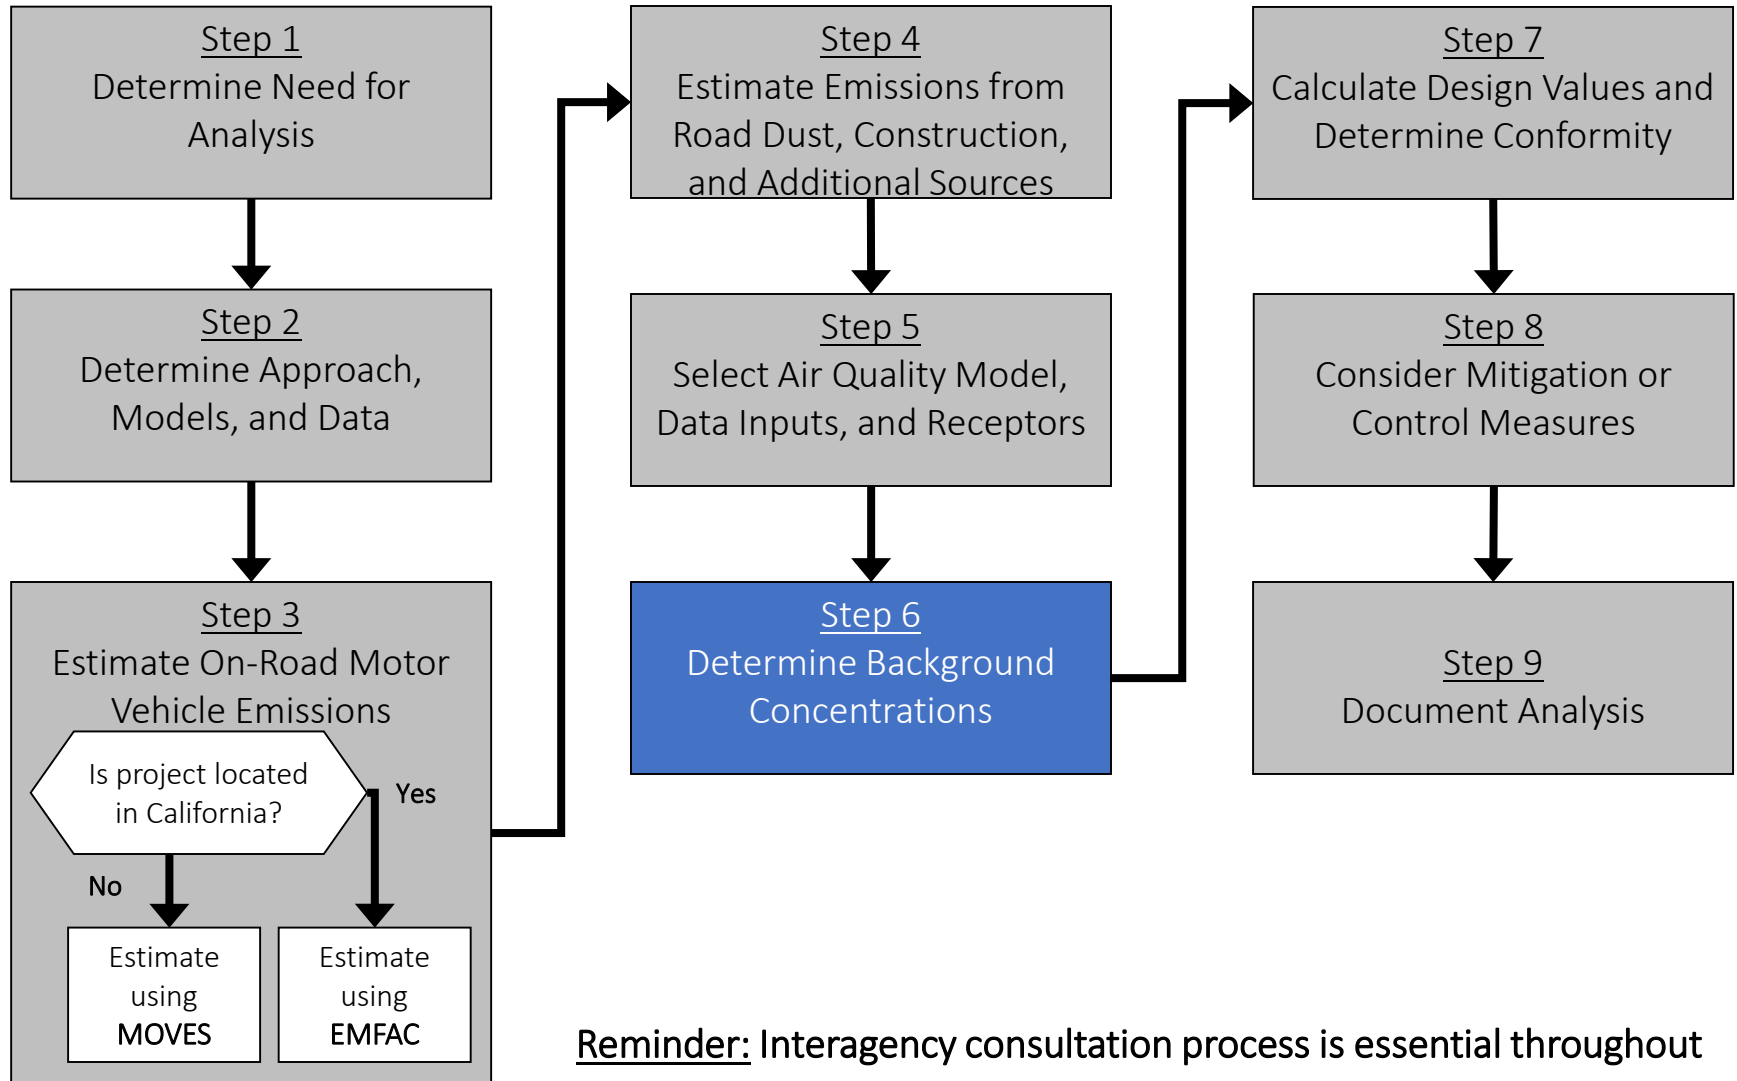 Step 1
Determine Need for
Analysis
Step 2
Determine Approach,
Models, and Data
Step 3
Estimate On-Road Motor
Vehicle Emissions
Is project located
in California?
Yes
No
Estimate
using
MOVES
Estimate
using
EMFAC
Step 4
Estimate Emissions from
Road Dust, Construction,
and Additional Sources
Step 5
Select Air Quality Model,
Data Inputs, and Receptors
Step 6
Determine Background
Concentrations
Step 7
Calculate Design Values and
Determine Conformity
Step 8
Consider Mitigation or
Control Measures
Step 9
Document Analysis
Reminder: Interagency consultation process is essential throughout